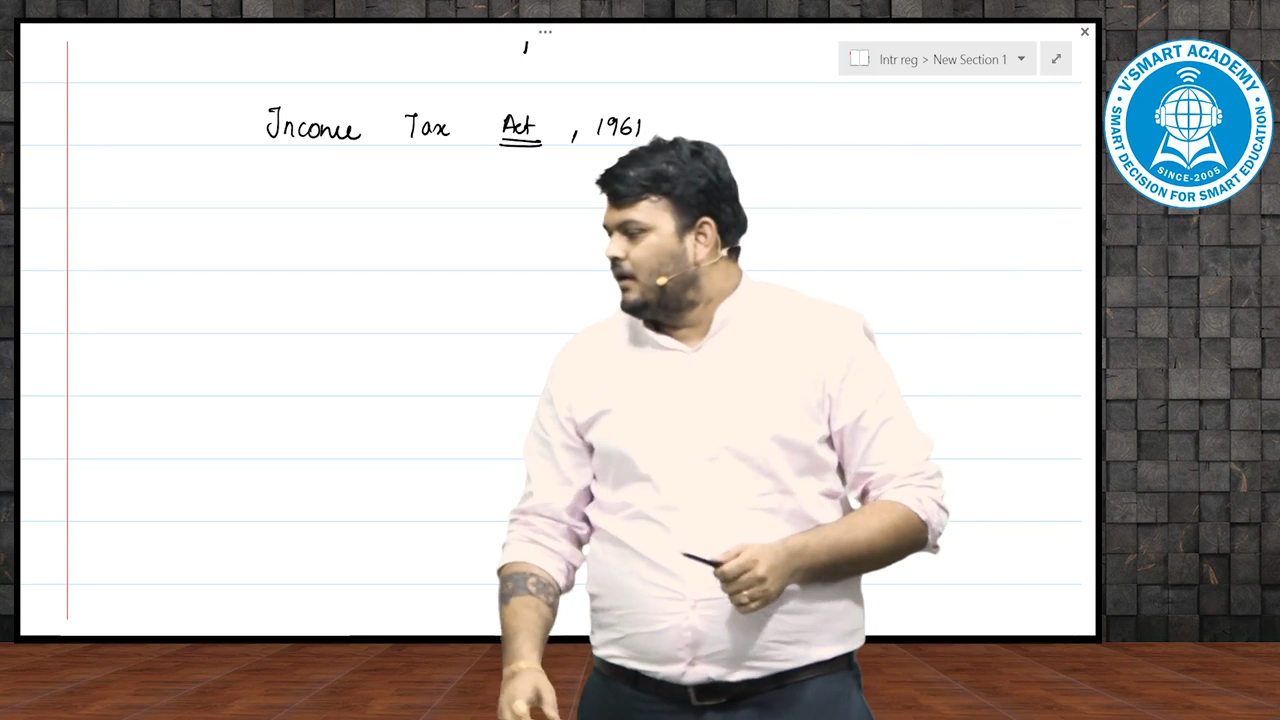 Intr reg > New Section 1
Income Tax Act , 1961
V'SMART ACADEMY
SINCE-2005
SMART DECISION FOR SMART EDUCATION